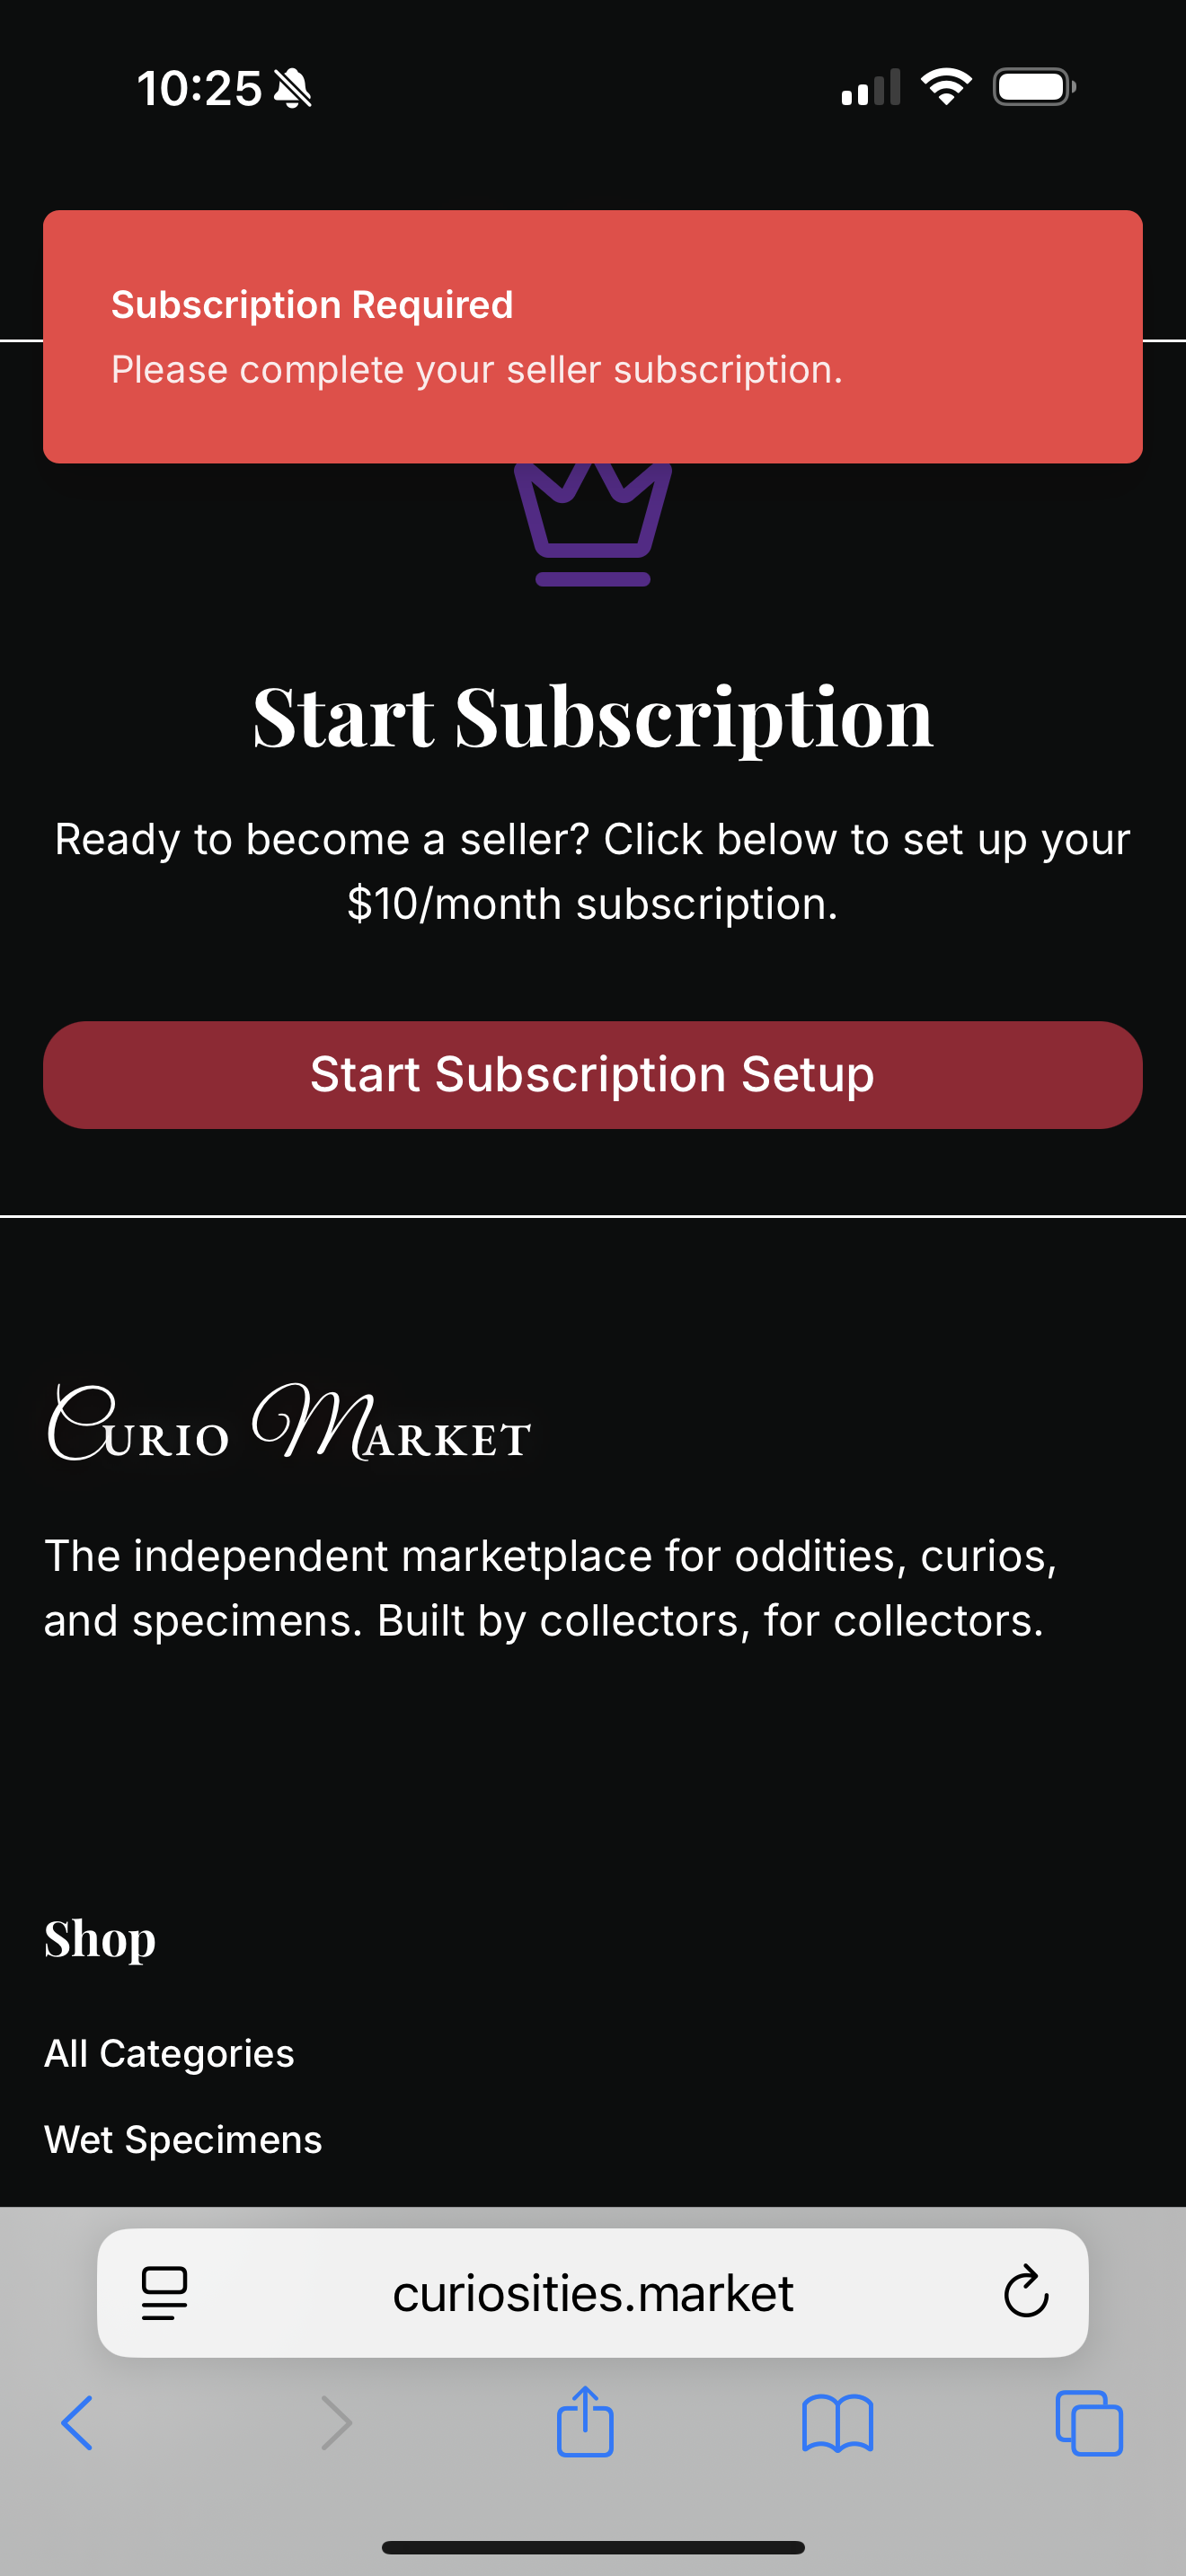 10:25
Subscription Required
Please complete your seller subscription.
Start Subscription
Ready to become a seller? Click below to set up your
$10/month subscription.
Start Subscription Setup
Curio Market
The independent marketplace for oddities, curios,
and specimens. Built by collectors, for collectors.
Shop
All Categories
Wet Specimens
curiosities.market